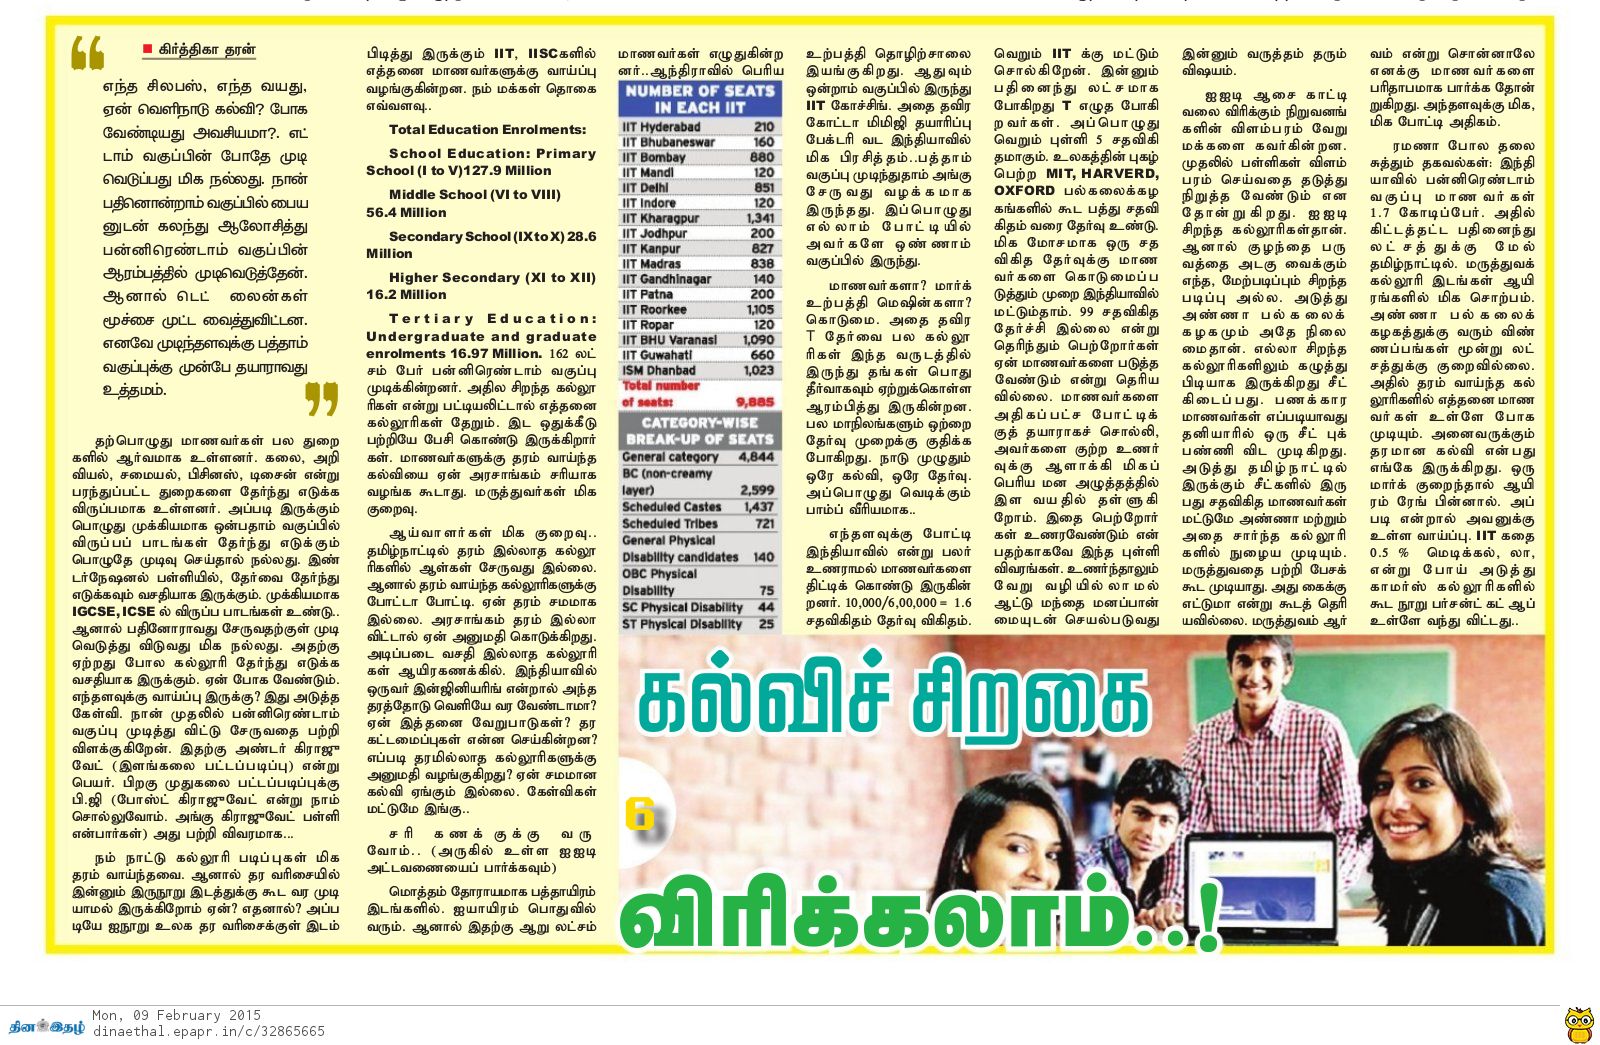 ■ கிர்த்திகா தரன்
எந்த சிலபஸ், எந்த வயது,
ஏன் வெளிநாடு கல்வி? போக
வேண்டியது அவசியமா?. எட்
டாம் வகுப்பின் போதே முடி
வெடுப்பது மிக நல்லது. நான்
பதினொன்றாம் வகுப்பில் பைய
னுடன் கலந்து ஆலோசித்து
பன்னிரெண்டாம் வகுப்பின்
ஆரம்பத்தில் முடிவெடுத்தேன்.
ஆனால் டெட் லைன்கள்
மூச்சை முட்ட வைத்துவிட்டன.
எனவே முடிந்தளவுக்கு பத்தாம்
வகுப்புக்கு முன்பே தயாராவது
உத்தமம்.
தற்பொழுது மாணவர்கள் பல துறை
களில் ஆர்வமாக உள்ளனர். கலை, அறி
வியல், சமையல், பிசினஸ், டிசைன் என்று
பரந்துப்பட்ட துறைகளை தேர்ந்து எடுக்க
விருப்பமாக உள்ளனர். அப்படி இருக்கும்
பொழுது முக்கியமாக ஒன்பதாம் வகுப்பில்
விருப்பப் பாடங்கள் தேர்ந்து எடுக்கும்
பொழுதே முடிவு செய்தால் நல்லது. இண்
டர்நேஷனல் பள்ளியில், தேர்வை தேர்ந்து
எடுக்கவும் வசதியாக இருக்கும். முக்கியமாக
IGCSE, ICSE ல் விருப்ப பாடங்கள் உண்டு..
ஆனால் பதினோராவது சேருவதற்குள் முடி
வெடுத்து விடுவது மிக நல்லது. அதற்கு
ஏற்றது போல கல்லூரி தேர்ந்து எடுக்க
வசதியாக இருக்கும். ஏன் போக வேண்டும்.
எந்தளவுக்கு வாய்ப்பு இருக்கு? இது அடுத்த
கேள்வி. நான் முதலில் பன்னிரெண்டாம்
வகுப்பு முடித்து விட்டு சேருவதை பற்றி
விளக்குகிறேன். இதற்கு அண்டர் கிராஜு
வேட் (இளங்கலை பட்டப்படிப்பு) என்று
பெயர். பிறகு முதுகலை பட்டப்படிப்புக்கு
பி.ஜி (போஸ்ட் கிராஜுவேட் என்று நாம்
சொல்லுவோம். அங்கு கிராஜுவேட் பள்ளி
என்பார்கள்) அது பற்றி விவரமாக...
நம் நாட்டு கல்லூரி படிப்புகள் மிக
தரம் வாய்ந்தவை. ஆனால் தர வரிசையில்
இன்னும் இருநூறு இடத்துக்கு கூட வர முடி
யாமல் இருக்கிறோம் ஏன்? எதனால்? அப்ப
டியே ஐநூறு உலக தர வரிசைக்குள் இடம்
பிடித்து இருக்கும் IIT, IISCகளில்
எத்தனை மாணவர்களுக்கு வாய்ப்பு
வழங்குகின்றன. நம் மக்கள் தொகை
எவ்வளவு..
Total Education Enrolments:
School Education: Primary
School (I to V)127.9 Million
Middle School (VI to VIII)
56.4 Million
Secondary School (IX to X) 28.6
Million
Higher Secondary (XI to XII)
16.2 Million
Tertiary Education:
Undergraduate and graduate
enrolments 16.97 Million. 162 லட்
சம் பேர் பன்னிரெண்டாம் வகுப்பு
முடிக்கின்றனர். அதில சிறந்த கல்லூ
ரிகள் என்று பட்டியலிட்டால் எத்தனை
கல்லூரிகள் தேறும். இட ஒதுக்கீடு
பற்றியே பேசி கொண்டு இருக்கிறார்
கள். மாணவர்களுக்கு தரம் வாய்ந்த
கல்வியை ஏன் அரசாங்கம் சரியாக
வழங்க கூடாது. மருத்துவர்கள் மிக
குறைவு.
ஆய்வாளர்கள் மிக குறைவு..
தமிழ்நாட்டில் தரம் இல்லாத கல்லூ
ரிகளில் ஆள்கள் சேருவது இல்லை.
ஆனால் தரம் வாய்ந்த கல்லூரிகளுக்கு
போட்டா போட்டி. ஏன் தரம் சமமாக
இல்லை. அரசாங்கம் தரம் இல்லா
விட்டால் ஏன் அனுமதி கொடுக்கிறது.
அடிப்படை வசதி இல்லாத கல்லூரி
கள் ஆயிரகணக்கில். இந்தியாவில்
ஒருவர் இன்ஜினியரிங் என்றால் அந்த
தரத்தோடு வெளியே வர வேண்டாமா?
ஏன் இத்தனை வேறுபாடுகள்? தர
கட்டமைப்புகள் என்ன செய்கின்றன?
எப்படி தரமில்லாத கல்லூரிகளுக்கு
அனுமதி வழங்குகிறது? ஏன் சமமான
கல்வி ஏங்கும் இல்லை. கேள்விகள்
மட்டுமே இங்கு..
சரி கணக்குக்கு வரு
வோம்.. (அருகில் உள்ள ஐஐடி
அட்டவணையைப் பார்க்கவும்)
மொத்தம் தோராயமாக பத்தாயிரம்
இடங்களில். ஐயாயிரம் பொதுவில்
வரும். ஆனால் இதற்கு ஆறு லட்சம்
மாணவர்கள் எழுதுகின்ற
னர்..ஆந்திராவில் பெரிய
NUMBER OF SEATS
IN EACH IIT
IIT Hyderabad 210
IIT Bhubaneswar 160
IIT Bombay 880
IIT Mandi 120
IIT Delhi 851
IIT Indore 120
IIT Kharagpur 1,341
IIT Jodhpur 200
IIT Kanpur 827
IIT Madras 838
IIT Gandhinagar 140
IIT Patna 200
IIT Roorkee 1,105
IIT Ropar 120
IIT BHU Varanasi 1,090
IIT Guwahati 660
ISM Dhanbad 1,023
Total number
of seats: 9,885
CATEGORY-WISE
BREAK-UP OF SEATS
General category 4,844
BC (non-creamy
layer) 2,599
Scheduled Castes 1,437
Scheduled Tribes 721
General Physical
Disability candidates 140
OBC Physical
Disability 75
SC Physical Disability 44
ST Physical Disability 25
உற்பத்தி தொழிற்சாலை
இயங்குகிறது. ஆதுவும்
ஒன்றாம் வகுப்பில் இருந்து
IIT கோச்சிங். அதை தவிர
கோட்டா மிமிஜி தயாரிப்பு
பேக்டரி வட இந்தியாவில்
மிக பிரசித்தம்..பத்தாம்
வகுப்பு முடிந்துதாம் அங்கு
சேருவது வழக்கமாக
இருந்தது. இப்பொழுது
எல்லாம் போட்டியில்
அவர்களே ஒண்ணாம்
வகுப்பில் இருந்து.
மாணவர்களா? மார்க்
உற்பத்தி மெஷின்களா?
கொடுமை. அதை தவிர
T தேர்வை பல கல்லூ
ரிகள் இந்த வருடத்தில்
இருந்து தங்கள் பொது
தீர்வாகவும் ஏற்றுக்கொள்ள
ஆரம்பித்து இருகின்றன.
பல மாநிலங்களும் ஒற்றை
தேர்வு முறைக்கு குதிக்க
போகிறது. நாடு முழுதும்
ஒரே கல்வி, ஒரே தேர்வு.
அப்பொழுது வெடிக்கும்
பாம்ப் வீரியமாக..
எந்தளவுக்கு போட்டி
இந்தியாவில் என்று பலர்
உணராமல் மாணவர்களை
திட்டிக் கொண்டு இருகின்
றனர். 10,000/6,00,000 = 1.6
சதவிகிதம் தேர்வு விகிதம்.
வெறும் IIT க்கு மட்டும்
சொல்கிறேன். இன்னும்
பதினைந்து லட்சமாக
போகிறது T எழுத போகி
றவர்கள். அப்பொழுது
வெறும் புள்ளி 5 சதவிகி
தமாகும். உலகத்தின் புகழ்
பெற்ற MIT, HARVERD,
OXFORD பல்கலைக்கழ
கங்களில் கூட பத்து சதவி
கிதம் வரை தேர்வு உண்டு.
மிக மோசமாக ஒரு சத
விகித தேர்வுக்கு மாண
வர்களை கொடுமைப்ப
டுத்தும் முறை இந்தியாவில்
மட்டும்தாம். 99 சதவிகித
தேர்ச்சி இல்லை என்று
தெரிந்தும் பெற்றோர்கள்
ஏன் மாணவர்களை படுத்த
வேண்டும் என்று தெரிய
வில்லை. மாணவர்களை
அதிகப்பட்ச போட்டிக்
குத் தயாராகச் சொல்லி,
அவர்களை குற்ற உணர்
வுக்கு ஆளாக்கி மிகப்
பெரிய மன அழுத்தத்தில்
இள வயதில் தள்ளுகி
றோம். இதை பெற்றோர்
கள் உணரவேண்டும் என்
பதற்காகவே இந்த புள்ளி
விவரங்கள். உணர்ந்தாலும்
வேறு வழியில்லாமல்
ஆட்டு மந்தை மனப்பான்
மையுடன் செயல்படுவது
இன்னும் வருத்தம் தரும்
விஷயம்.
ஐஐடி ஆசை காட்டி
வலை விரிக்கும் நிறுவனங்
களின் விளம்பரம் வேறு
மக்களை கவர்கின்றன.
முதலில் பள்ளிகள் விளம்
பரம் செய்வதை தடுத்து
நிறுத்த வேண்டும் என
தோன்றுகிறது. ஐஐடி
சிறந்த கல்லூரிகள்தான்.
ஆனால் குழந்தை பரு
வத்தை அடகு வைக்கும்
எந்த, மேற்படிப்பும் சிறந்த
படிப்பு அல்ல. அடுத்து
அண்ணா பல்கலைக்
கழகமும் அதே நிலை
மைதான். எல்லா சிறந்த
கல்லூரிகளிலும் கழுத்து
பிடியாக இருக்கிறது சீட்
கிடைப்பது. பணக்கார
மாணவர்கள் எப்படியாவது
தனியாரில் ஒரு சீட் புக்
பண்ணி விட முடிகிறது.
அடுத்து தமிழ்நாட்டில்
இருக்கும் சீட்களில் இரு
பது சதவிகித மாணவர்கள்
மட்டுமே அண்ணா மற்றும்
அதை சார்ந்த கல்லூரி
களில் நுழைய முடியும்.
மருத்துவதை பற்றி பேசக்
கூட முடியாது. அது கைக்கு
எட்டுமா என்று கூடத் தெரி
யவில்லை. மருத்துவம் ஆர்
வம் என்று சொன்னாலே
எனக்கு மாணவர்களை
பரிதாபமாக பார்க்க தோன்
றுகிறது. அந்தளவுக்கு மிக,
மிக போட்டி அதிகம்.
ரமணா போல தலை
சுத்தும் தகவல்கள்: இந்தி
யாவில் பன்னிரெண்டாம்
வகுப்பு மாணவர்கள்
1.7 கோடிப்பேர். அதில்
கிட்டத்தட்ட பதினைந்து
லட்சத்துக்கு மேல்
தமிழ்நாட்டில். மருத்துவக்
கல்லூரி இடங்கள் ஆயி
ரங்களில் மிக சொற்பம்.
அண்ணா பல்கலைக்
கழகத்துக்கு வரும் விண்
ணப்பங்கள் மூன்று லட்
சத்துக்கு குறைவில்லை.
அதில் தரம் வாய்ந்த கல்
லூரிகளில் எத்தனை மாண
வர்கள் உள்ளே போக
முடியும். அனைவருக்கும்
தரமான கல்வி என்பது
எங்கே இருக்கிறது. ஒரு
மார்க் குறைந்தால் ஆயி
ரம் ரேங் பின்னால். அப்
படி என்றால் அவனுக்கு
உள்ள வாய்ப்பு. IIT கதை
0.5 % மெடிக்கல், லா,
என்று போய் அடுத்து
காமர்ஸ் கல்லூரிகளில்
கூட நூறு பர்சன்ட் கட் ஆப்
உள்ளே வந்து விட்டது..
கல்விச் சிறகை
6
விரிக்கலாம்..!
தின இதழ்
Mon, 09 February 2015
dinaethal.epapr.in/c/32865665